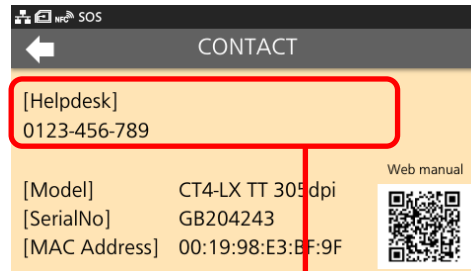 NFC SOS
CONTACT
[Helpdesk]
0123-456-789
Web manual
[Model] CT4-LX TT 305dpi
[SerialNo] GB204243
[MAC Address] 00:19:98:E3:BF:9F